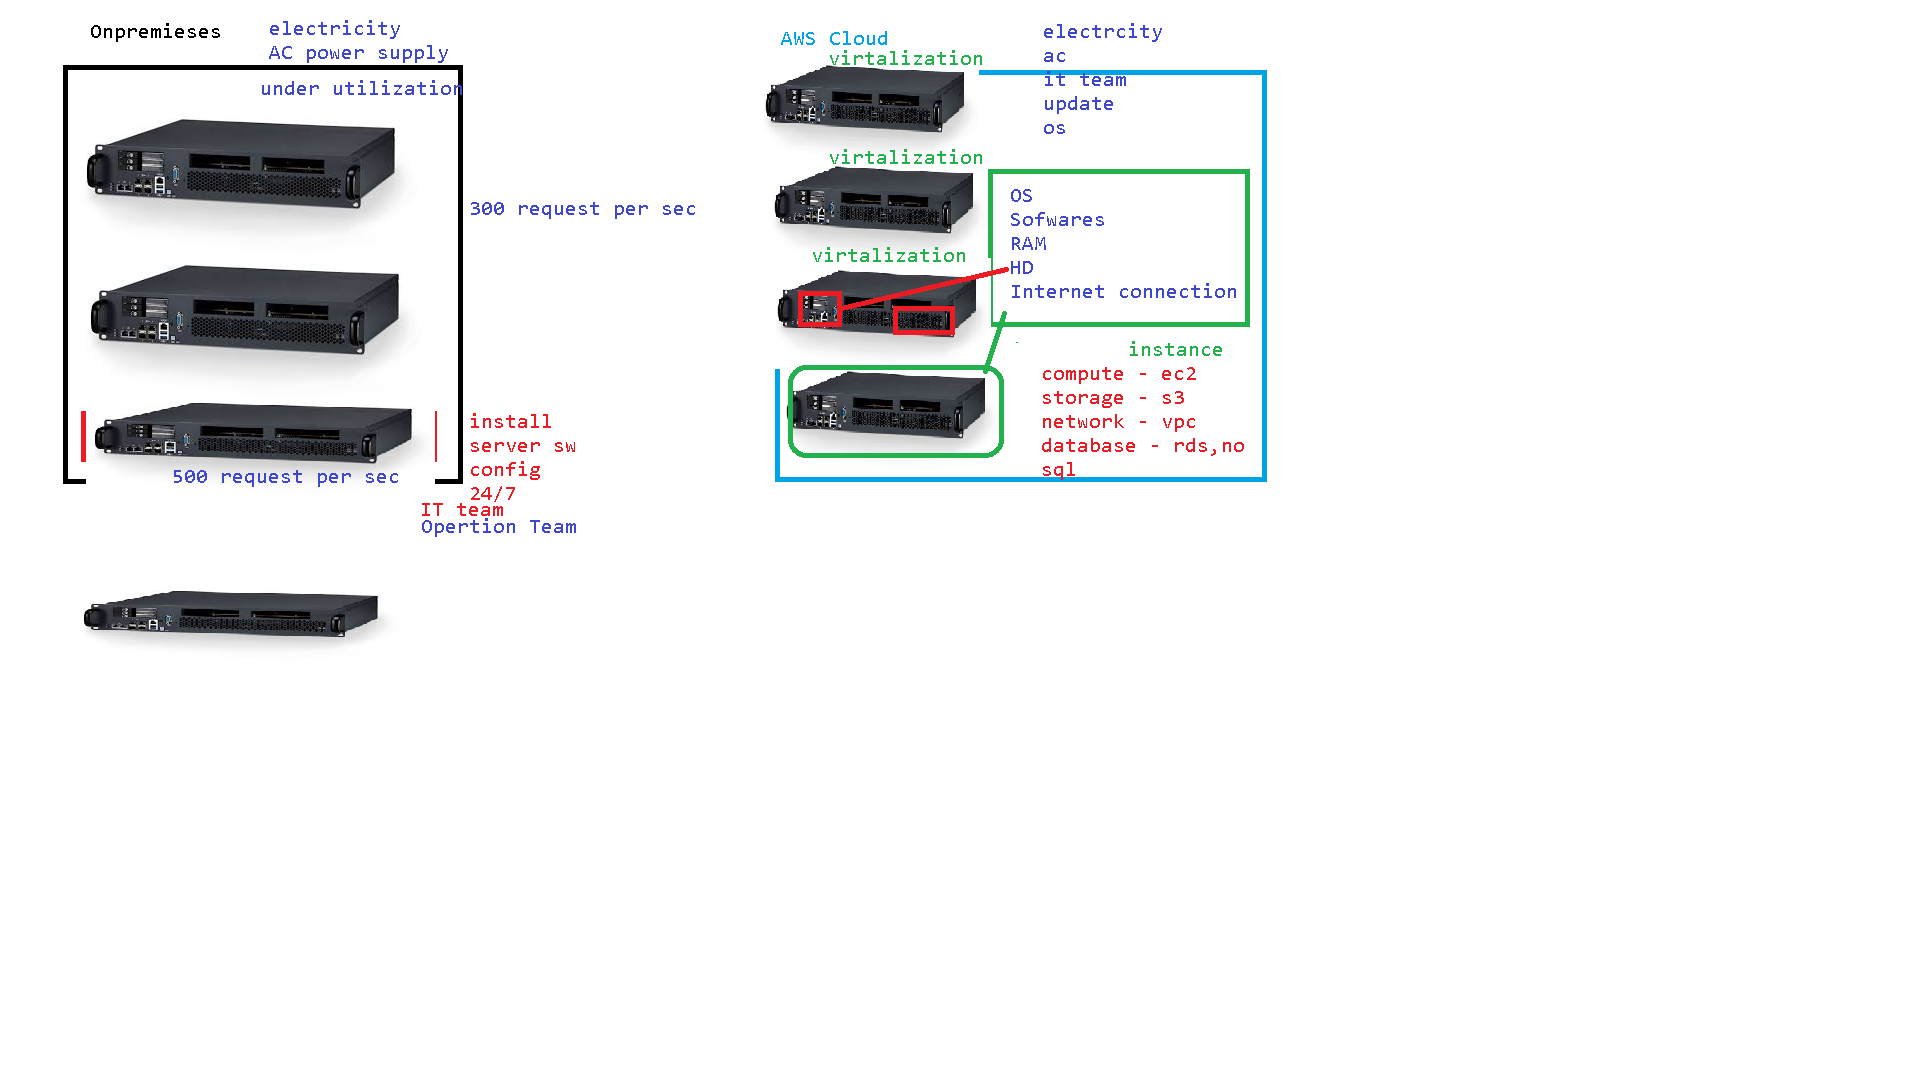 Onpremieses
electricity
AC power supply
under utilization
300 request per sec
500 request per sec
install
server sw
config
24/7
IT team
Opertion Team
AWS Cloud
virtalization
virtalization
virtalization
electrcity
ac
it team
update
os
OS
Sofwares
RAM
HD
Internet connection
instance
compute - ec2
storage - s3
network - vpc
database - rds,no
sql